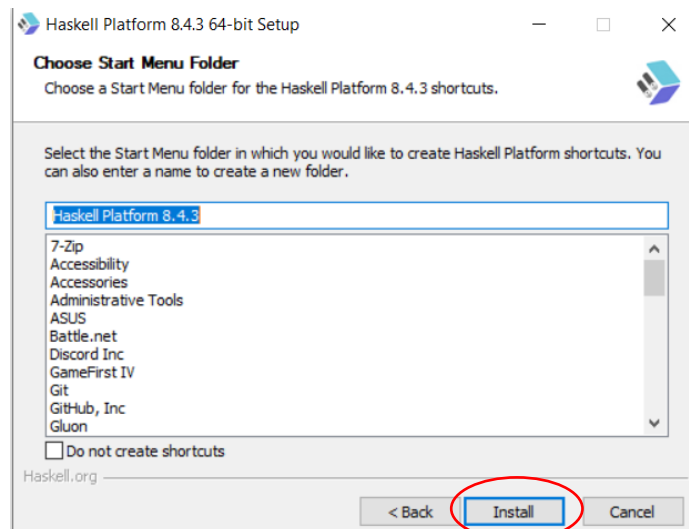 Haskell Platform 8.4.3 64-bit Setup
Choose Start Menu Folder
Choose a Start Menu folder for the Haskell Platform 8.4.3 shortcuts.
Select the Start Menu folder in which you would like to create Haskell Platform shortcuts. You
can also enter a name to create a new folder.
Haskell Platform 8.4.3
7-Zip
Accessibility
Accessories
Administrative Tools
ASUS
Battle.net
Discord Inc
GameFirst IV
Git
GitHub, Inc
Gluon
Do not create shortcuts
Haskell.org
< Back Install Cancel